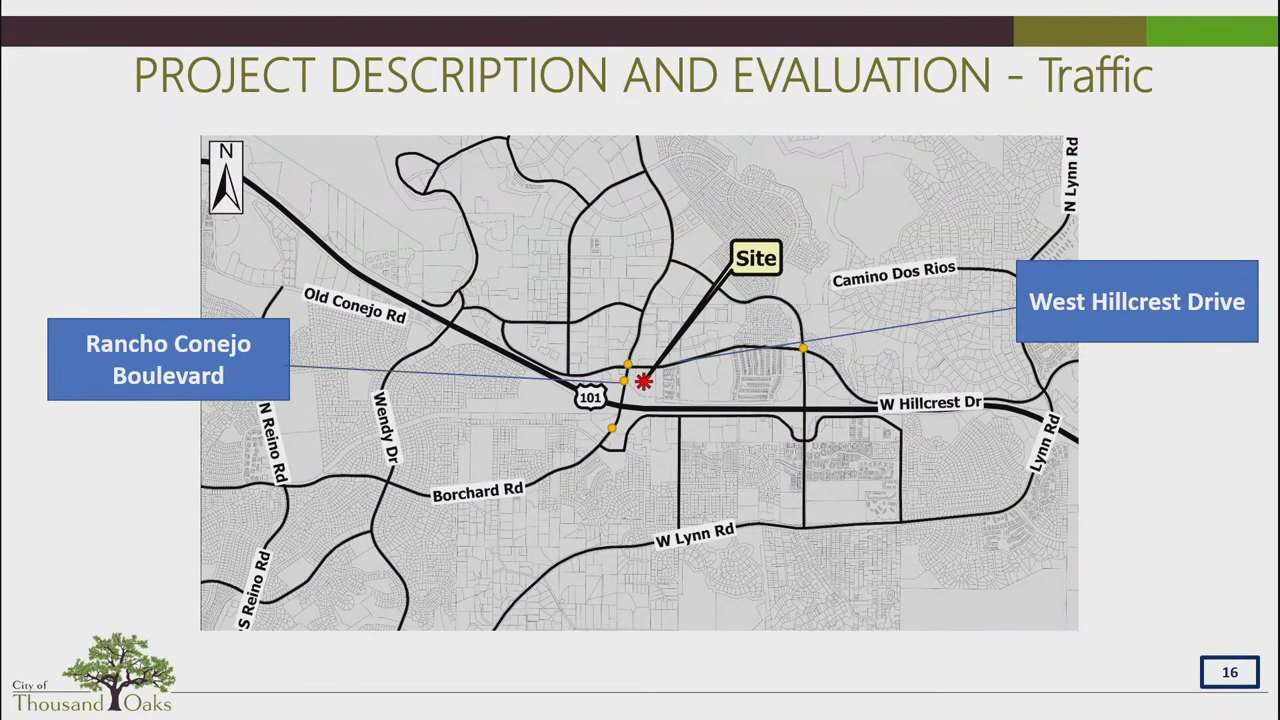 PROJECT DESCRIPTION AND EVALUATION - Traffic
N
N Lynn Rd
Site
Camino Dos Rios
Old Conejo Rd
West Hillcrest Drive
Rancho Conejo
Boulevard
101
W Hillcrest Dr
N Reino Rd
Wendy Dr
Lynn Rd
Borchard Rd
W Lynn Rd
S Reino Rd
City of
Thousand Oaks
16